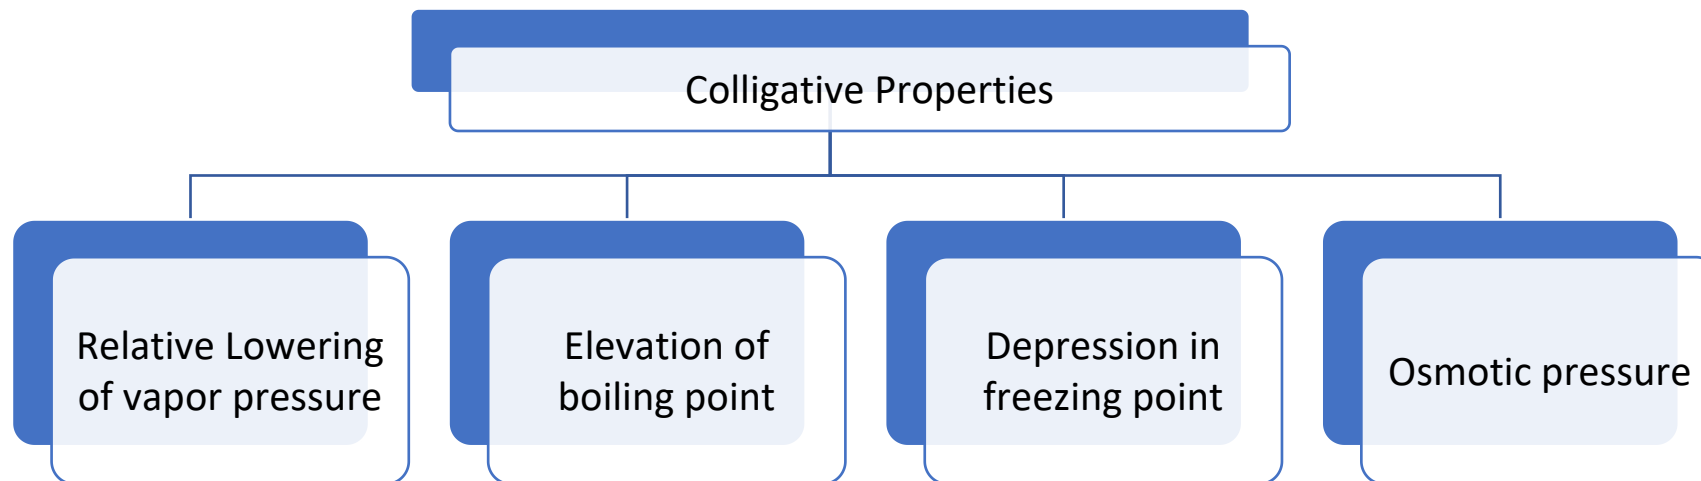 Colligative Properties
Relative Lowering
of vapor pressure
Elevation of
boiling point
Depression in
freezing point
Osmotic pressure